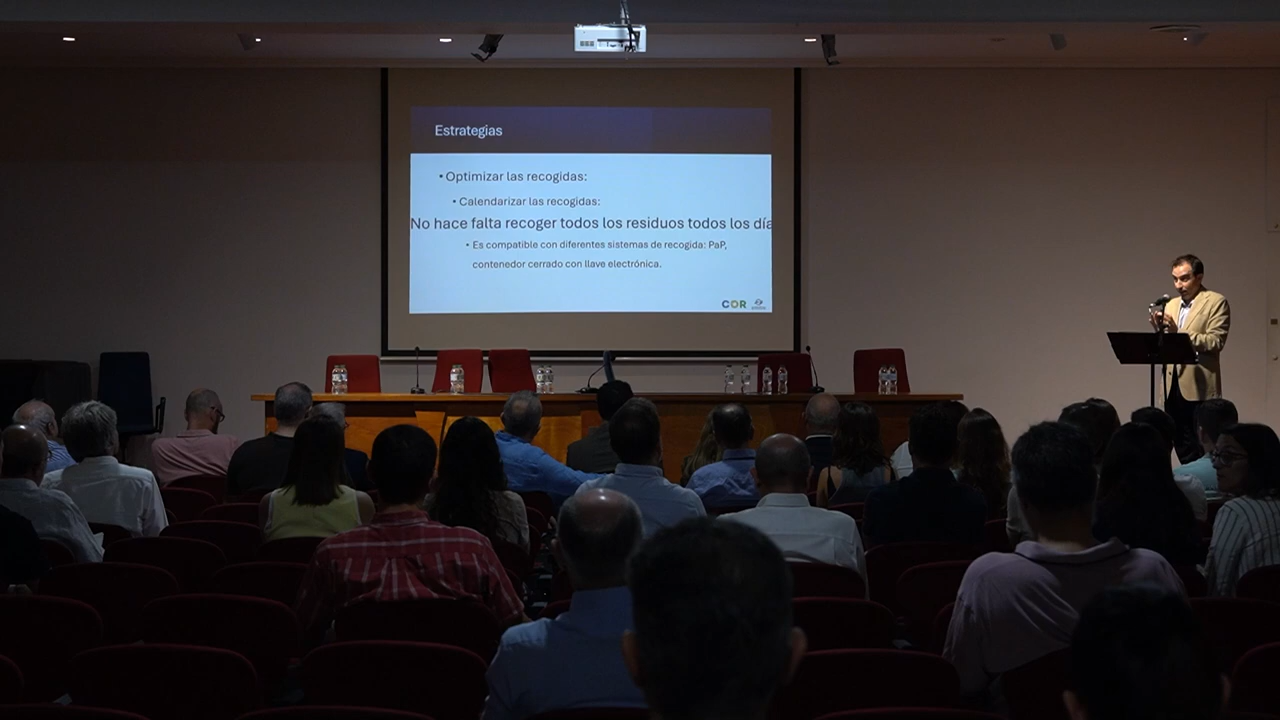 Estrategias
• Optimizar las recogidas:
• Calendarizar las recogidas:
No hace falta recoger todos los residuos todos los día
• Es compatible con diferentes sistemas de recogida: PaP,
contenedor cerrado con llave electrónica.
COR